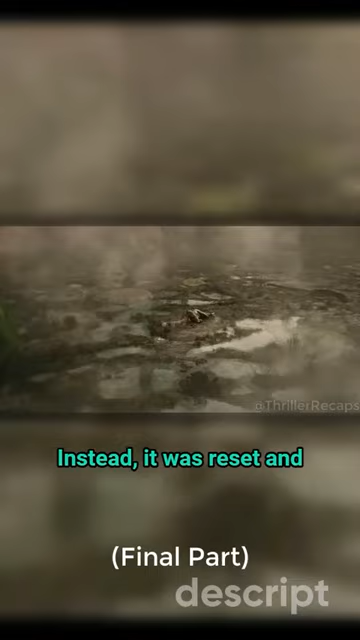 @ThrillerRecaps
Instead, it was reset and
(Final Part)
descript